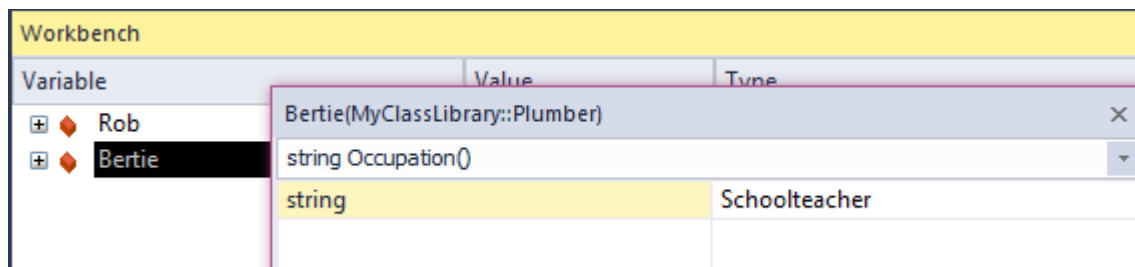 Workbench
Variable Value Type
Rob
Bertie
Bertie(MyClassLibrary::Plumber)
string Occupation()
string Schoolteacher